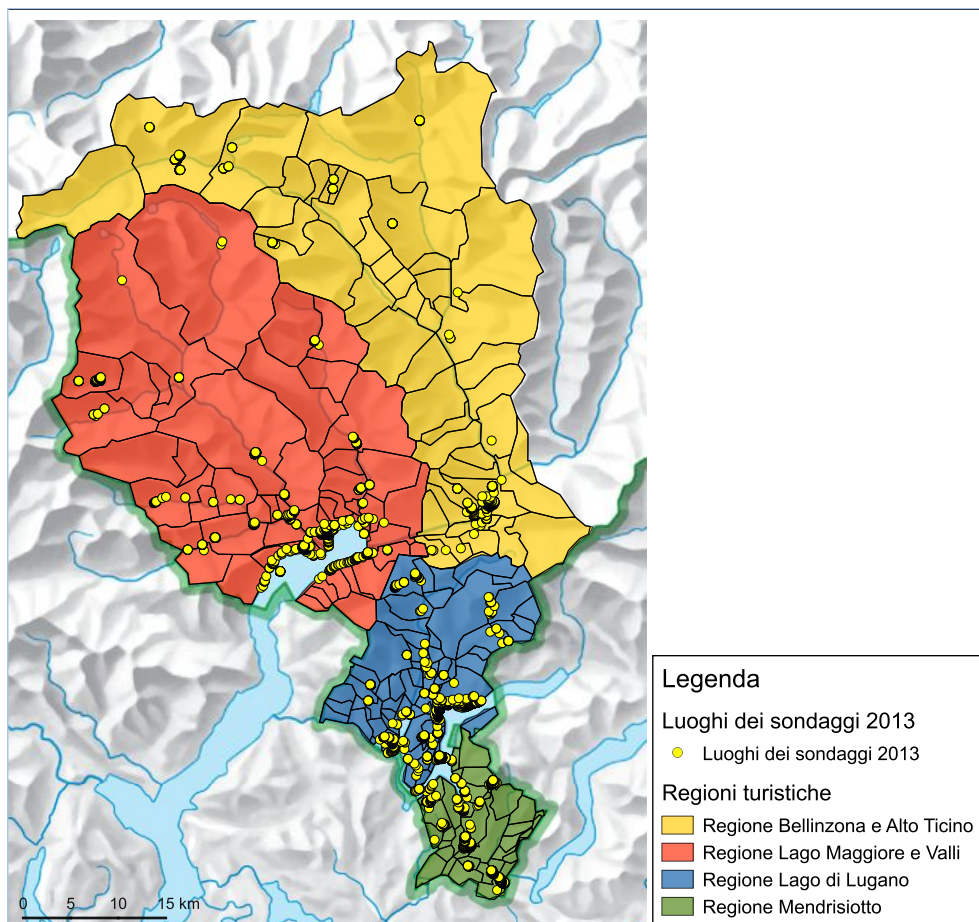 Legenda
Luoghi dei sondaggi 2013
Luoghi dei sondaggi 2013
Regioni turistiche
Regione Bellinzona e Alto Ticino
Regione Lago Maggiore e Valli
Regione Lago di Lugano
Regione Mendrisiotto
0 5 10 15 km